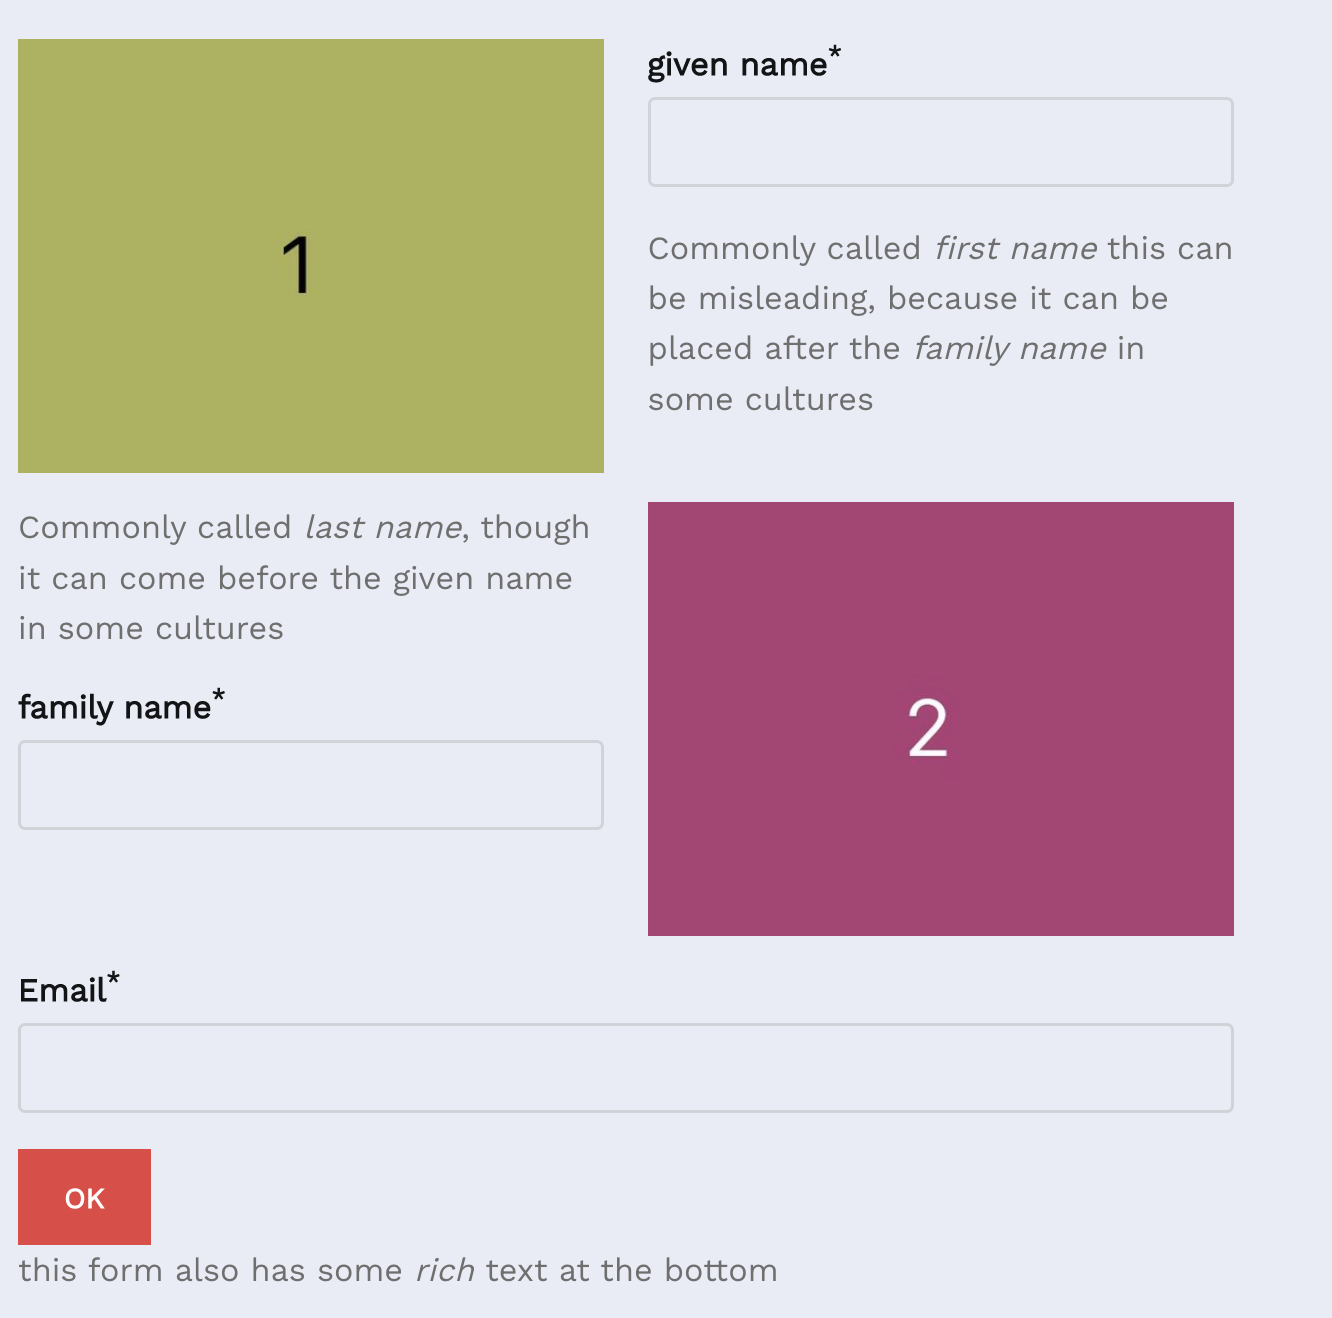 1
given name*
Commonly called first name this can
be misleading, because it can be
placed after the family name in
some cultures
Commonly called last name, though
it can come before the given name
in some cultures
family name*
2
Email*
OK
this form also has some rich text at the bottom